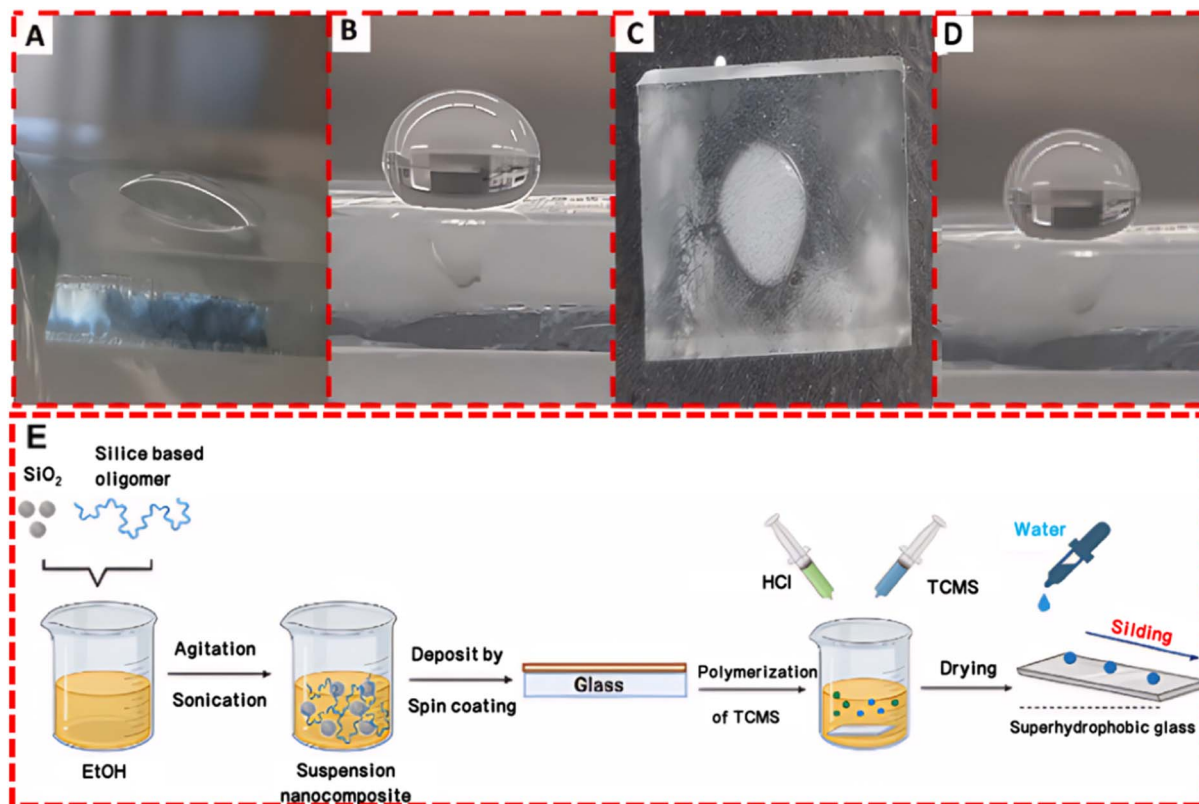 A
B
C
D
E
SiO₂
Silice based
oligomer
EtOH
Agitation
Sonication
Suspension
nanocomposite
Deposit by
Spin coating
Glass
Polymerization
of TCMS
HCl
TCMS
Drying
Water
Silding
Superhydrophobic glass